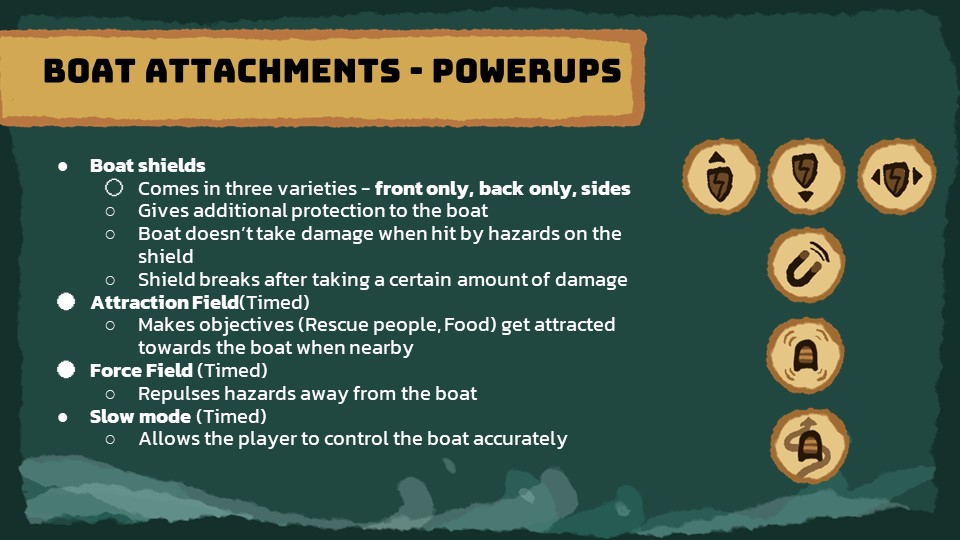 BOAT ATTACHMENTS - POWERUPS
● Boat shields
○ Comes in three varieties – front only, back only, sides
○ Gives additional protection to the boat
○ Boat doesn't take damage when hit by hazards on the
shield
○ Shield breaks after taking a certain amount of damage
● Attraction Field(Timed)
○ Makes objectives (Rescue people, Food) get attracted
towards the boat when nearby
● Force Field (Timed)
○ Repulses hazards away from the boat
● Slow mode (Timed)
○ Allows the player to control the boat accurately